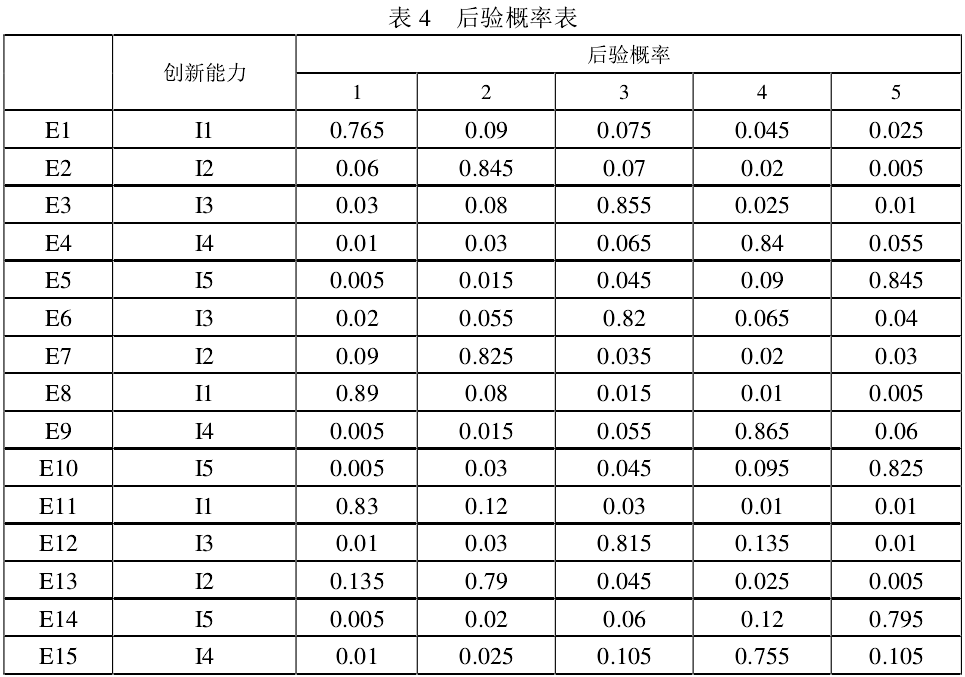 表 4 后验概率表
创新能力 后验概率
1 2 3 4 5
E1 I1 0.765 0.09 0.075 0.045 0.025
E2 I2 0.06 0.845 0.07 0.02 0.005
E3 I3 0.03 0.08 0.855 0.025 0.01
E4 I4 0.01 0.03 0.065 0.84 0.055
E5 I5 0.005 0.015 0.045 0.09 0.845
E6 I3 0.02 0.055 0.82 0.065 0.04
E7 I2 0.09 0.825 0.035 0.02 0.03
E8 I1 0.89 0.08 0.015 0.01 0.005
E9 I4 0.005 0.015 0.055 0.865 0.06
E10 I5 0.005 0.03 0.045 0.095 0.825
E11 I1 0.83 0.12 0.03 0.01 0.01
E12 I3 0.01 0.03 0.815 0.135 0.01
E13 I2 0.135 0.79 0.045 0.025 0.005
E14 I5 0.005 0.02 0.06 0.12 0.795
E15 I4 0.01 0.025 0.105 0.755 0.105